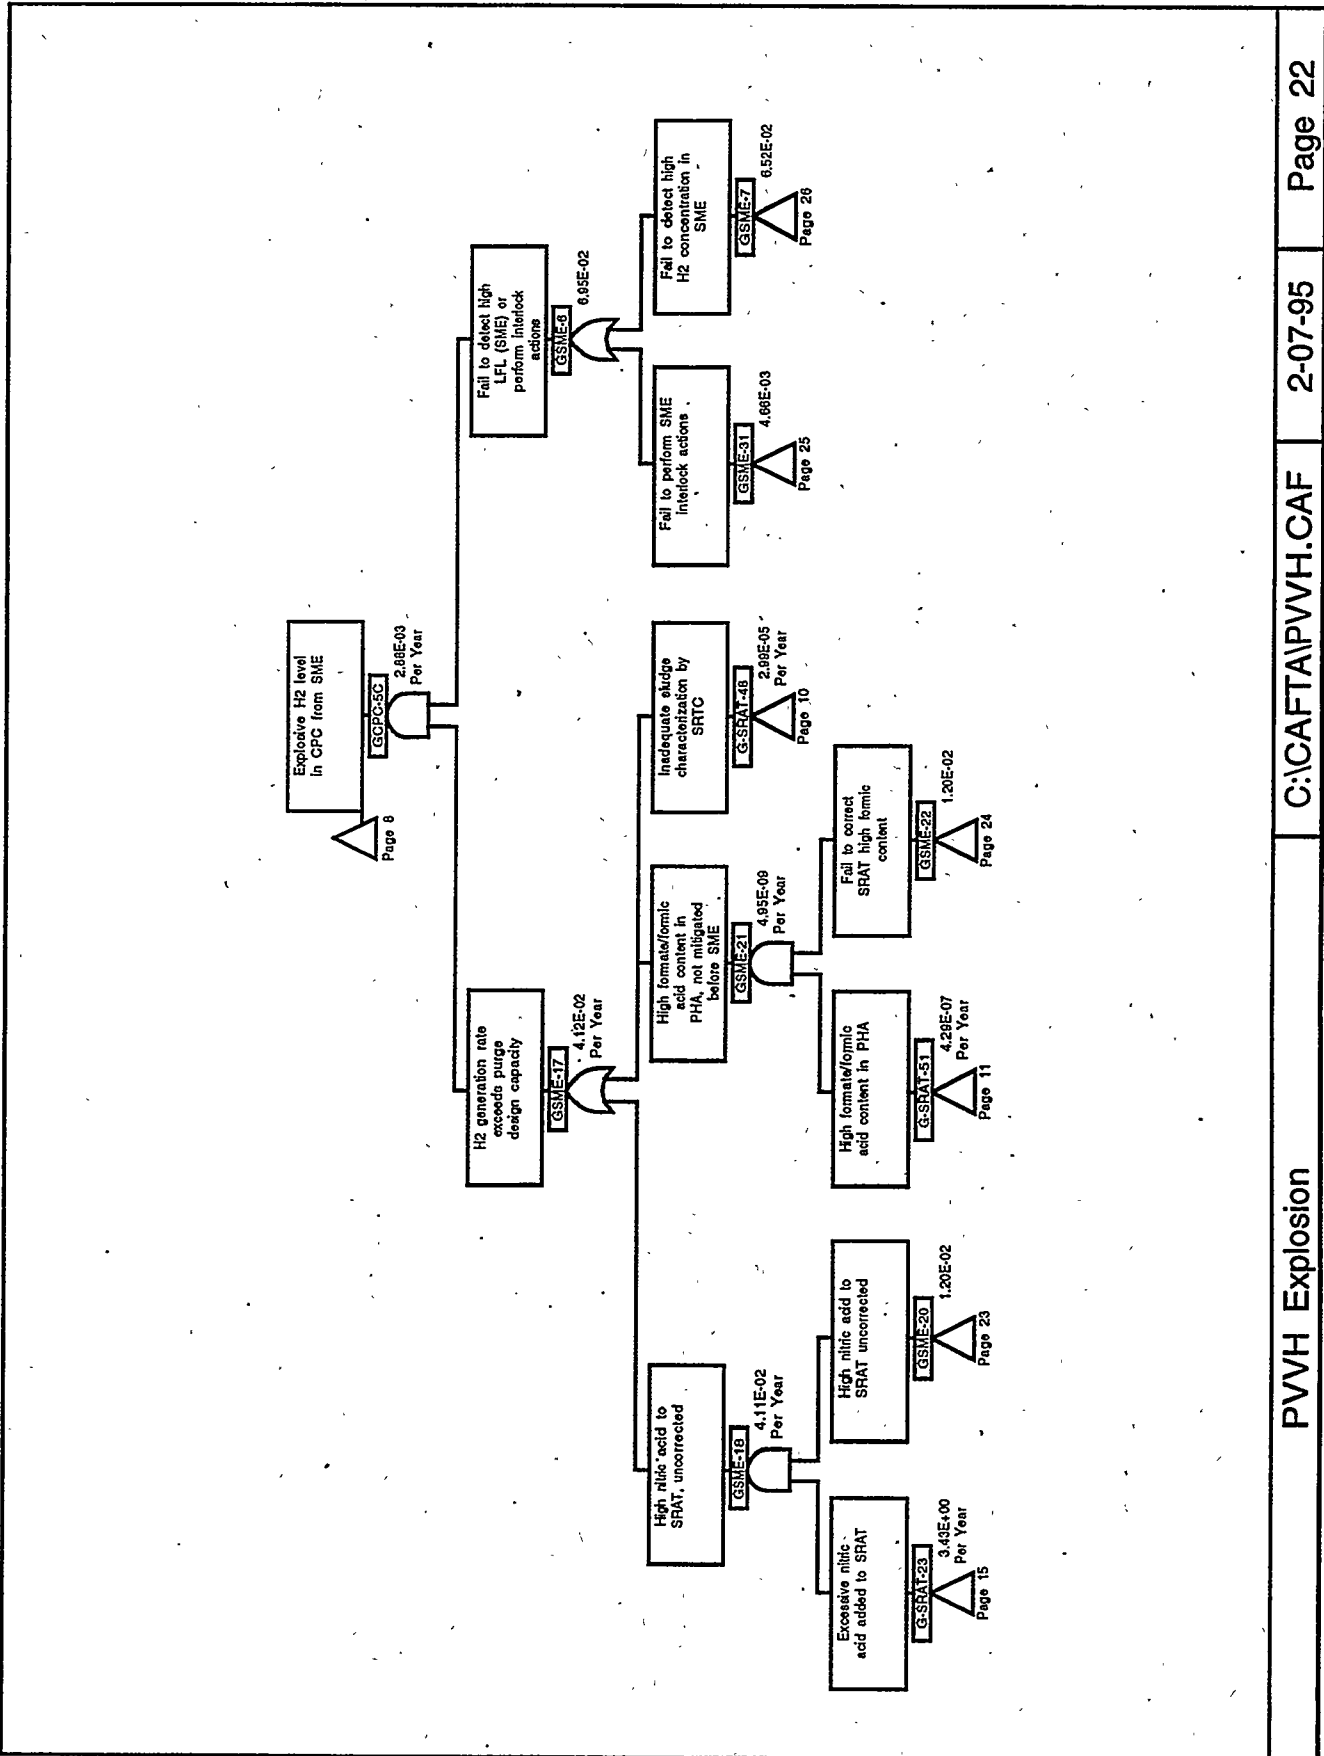 Explosive H2 level
in CPC from SME
GCPC-5C
2.86E-03
Per Year
Page 8
H2 generation rate
exceeds purge
design capacity
GSME-17
4.12E-02
Per Year
Fail to detect high
LFL (SME) or
perform interlock
actions
GSME-6
6.95E-02
High nitric acid to
SRAT, uncorrected
GSME-18
4.11E-02
Per Year
High formate/formic
acid content in
PHA, not mitigated
before SME
GSME-21
4.95E-09
Per Year
Inadequate sludge
characterization by
SRTC
G-SRAT-48
2.99E-05
Per Year
Page 10
Fail to perform SME
interlock actions
GSME-31
4.66E-03
Page 25
Fail to detect high
H2 concentration in
SME
GSME-7
6.52E-02
Page 26
Excessive nitric
acid added to SRAT
G-SRAT-23
3.43E+00
Per Year
Page 15
High nitric acid to
SRAT uncorrected
GSME-20
1.20E-02
Page 23
High formate/formic
acid content in PHA
G-SRAT-51
4.29E-07
Per Year
Page 11
Fail to correct
SRAT high formic
content
GSME-22
1.20E-02
Page 24
PVVH Explosion
C:\CAFTA\PVVH.CAF
2-07-95
Page 22